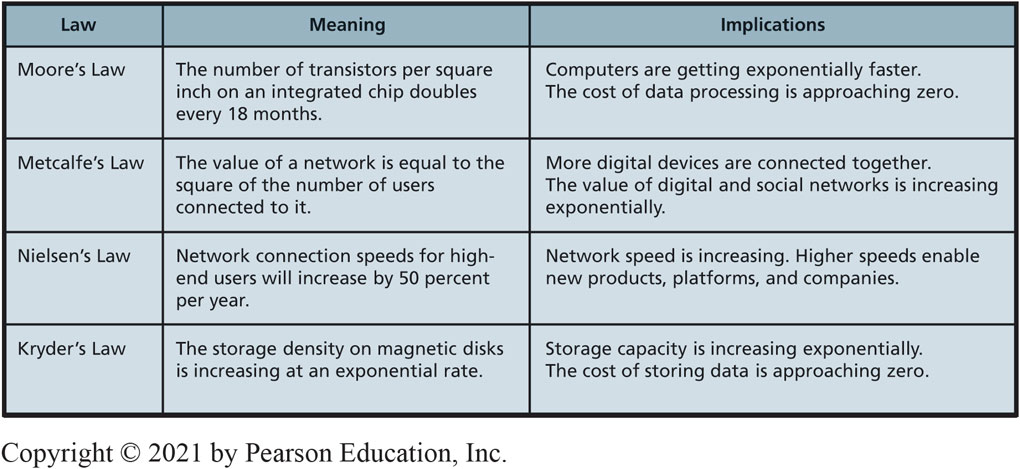 Law Meaning Implications
Moore’s Law
The number of transistors per square
inch on an integrated chip doubles
every 18 months.
Computers are getting exponentially faster.
The cost of data processing is approaching zero.
Metcalfe’s Law
The value of a network is equal to the
square of the number of users
connected to it.
More digital devices are connected together.
The value of digital and social networks is increasing
exponentially.
Nielsen’s Law
Network connection speeds for high-
end users will increase by 50 percent
per year.
Network speed is increasing. Higher speeds enable
new products, platforms, and companies.
Kryder’s Law
The storage density on magnetic disks
is increasing at an exponential rate.
Storage capacity is increasing exponentially.
The cost of storing data is approaching zero.
Copyright © 2021 by Pearson Education, Inc.